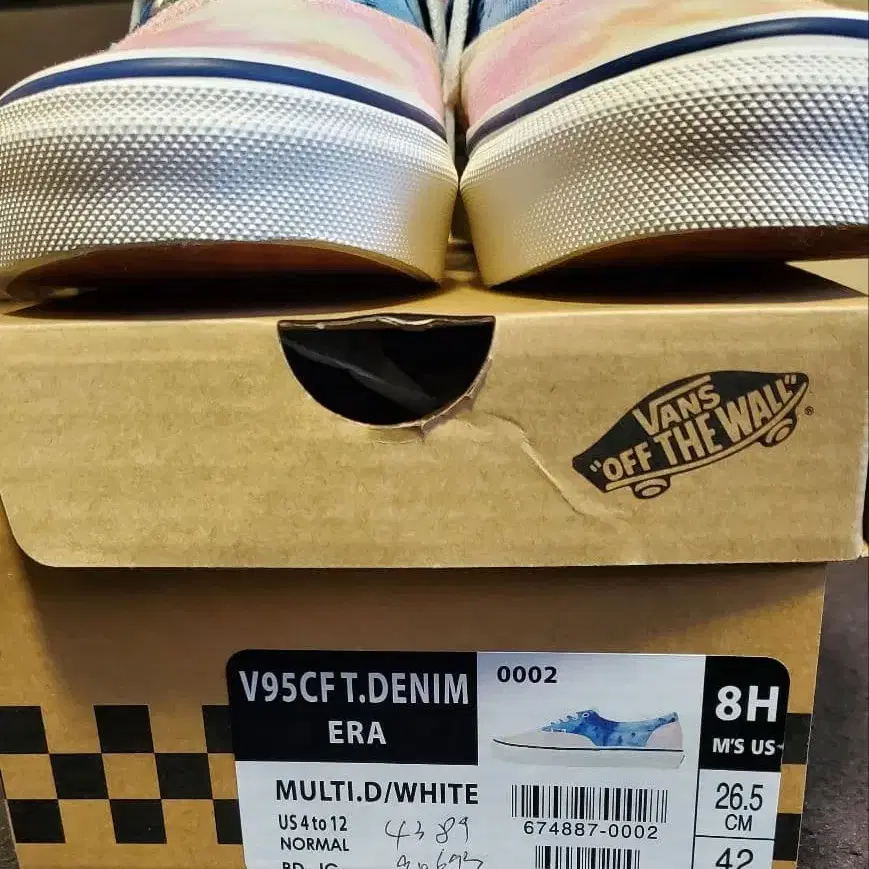 VANS
"OFF THE WALL"®
V95CF T.DENIM
ERA
0002
8H
M'S US
MULTI.D/WHITE
US 4 to 12
NORMAL
674887-0002
26.5
CM
42